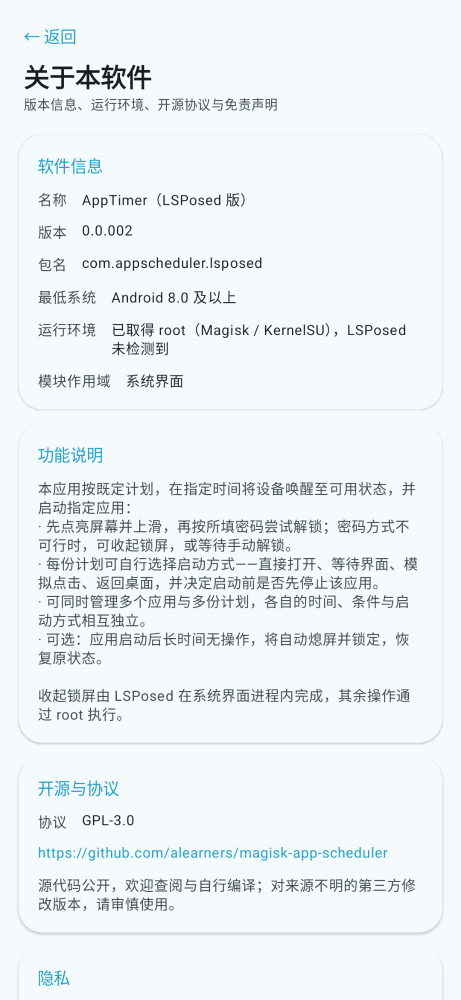 ← 返回
关于本软件
版本信息、运行环境、开源协议与免责声明
软件信息
名称 AppTimer（LSPosed 版）
版本 0.0.002
包名 com.appscheduler.lsposed
最低系统 Android 8.0 及以上
运行环境 已取得 root（Magisk / KernelSU），LSPosed
未检测到
模块作用域 系统界面
功能说明
本应用按既定计划，在指定时间将设备唤醒至可用状态，并
启动指定应用：
· 先点亮屏幕并上滑，再按所填密码尝试解锁；密码方式不
可行时，可收起锁屏，或等待手动解锁。
· 每份计划可自行选择启动方式——直接打开、等待界面、模
拟点击、返回桌面，并决定启动前是否先停止该应用。
· 可同时管理多个应用与多份计划，各自的时间、条件与启
动方式相互独立。
· 可选：应用启动后长时间无操作，将自动熄屏并锁定，恢
复原状态。
收起锁屏由 LSPosed 在系统界面进程内完成，其余操作通
过 root 执行。
开源与协议
协议 GPL-3.0
https://github.com/alearners/magisk-app-scheduler
源代码公开，欢迎查阅与自行编译；对来源不明的第三方修
改版本，请审慎使用。
隐私